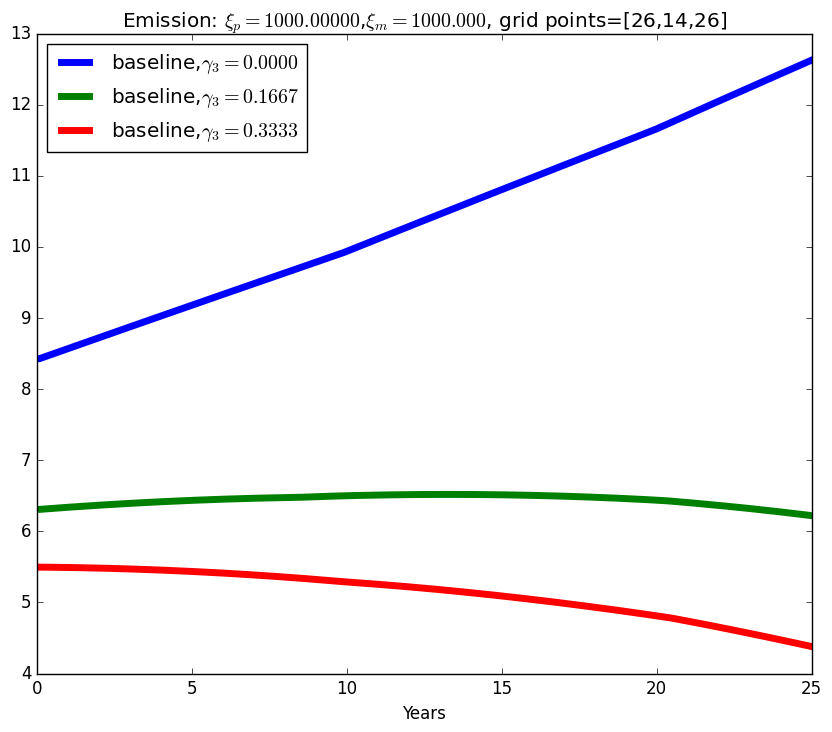 Emission: ξp = 1000.00000,ξm = 1000.000, grid points=[26,14,26]
13
12
11
10
9
8
7
6
5
4
baseline,γ3 = 0.0000
baseline,γ3 = 0.1667
baseline,γ3 = 0.3333
0 5 10 15 20 25
Years